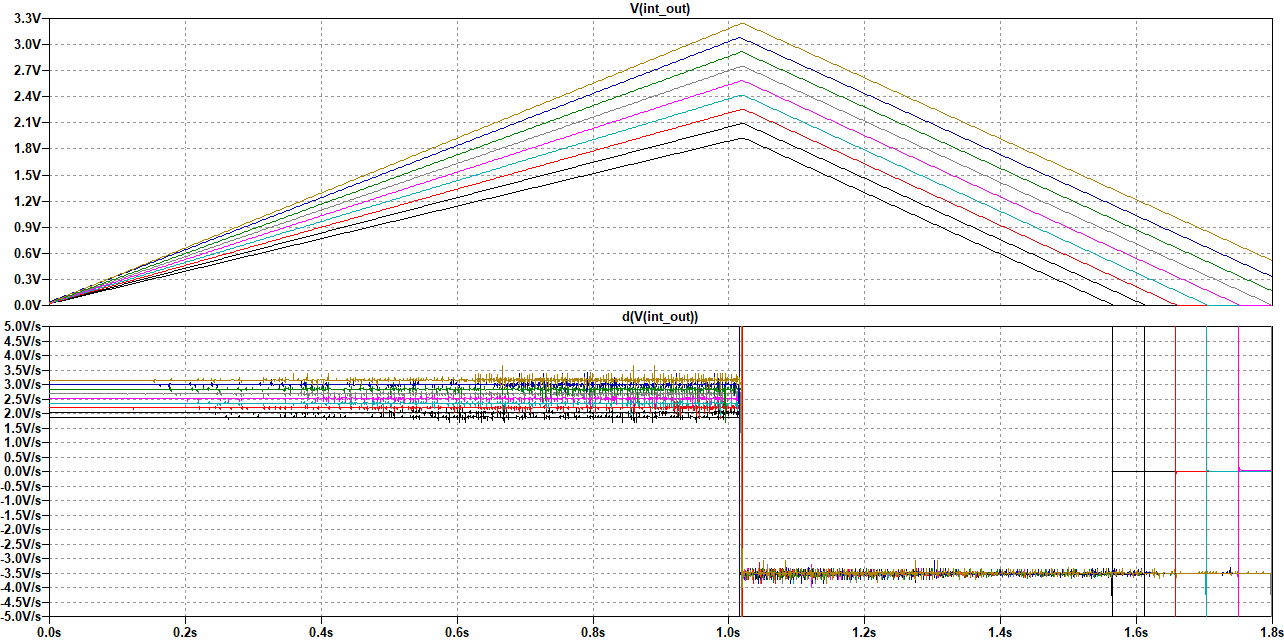 V(int_out)
3.3V
3.0V
2.7V
2.4V
2.1V
1.8V
1.5V
1.2V
0.9V
0.6V
0.3V
0.0V
d(V(int_out))
5.0V/s
4.5V/s
4.0V/s
3.5V/s
3.0V/s
2.5V/s
2.0V/s
1.5V/s
1.0V/s
0.5V/s
0.0V/s
-0.5V/s
-1.0V/s
-1.5V/s
-2.0V/s
-2.5V/s
-3.0V/s
-3.5V/s
-4.0V/s
-4.5V/s
-5.0V/s
0.0s 0.2s 0.4s 0.6s 0.8s 1.0s 1.2s 1.4s 1.6s 1.8s